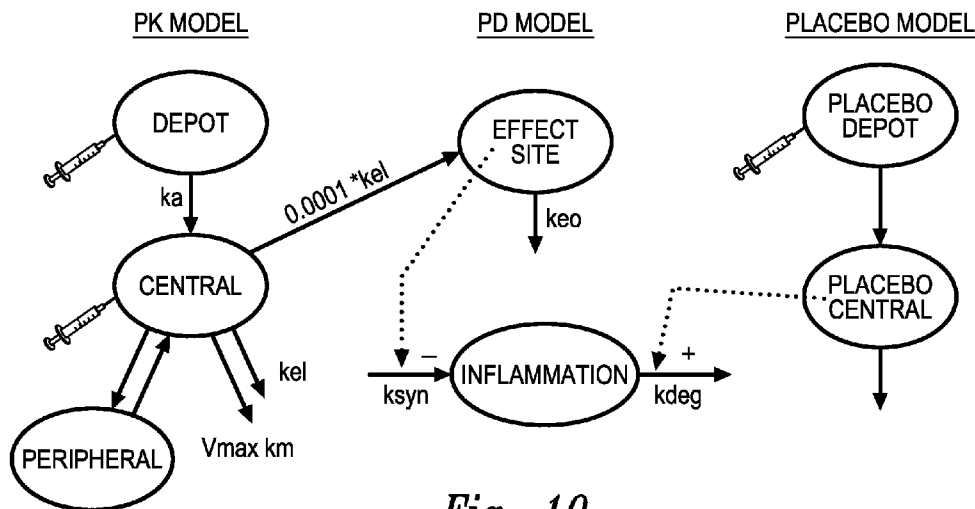 PK MODEL
PD MODEL
PLACEBO MODEL
DEPOT
EFFECT
SITE
PLACEBO
DEPOT
ka
0.0001 *kel
keo
CENTRAL
PLACEBO
CENTRAL
kel
−
+
ksyn
INFLAMMATION
kdeg
Vmax km
PERIPHERAL